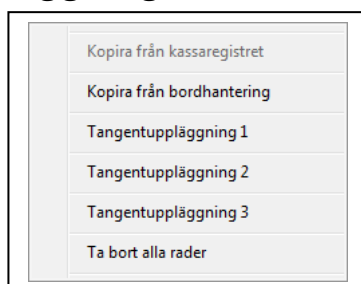 Kopira från kassaregistret
Kopira från bordhantering
Tangentuppläggning 1
Tangentuppläggning 2
Tangentuppläggning 3
Ta bort alla rader